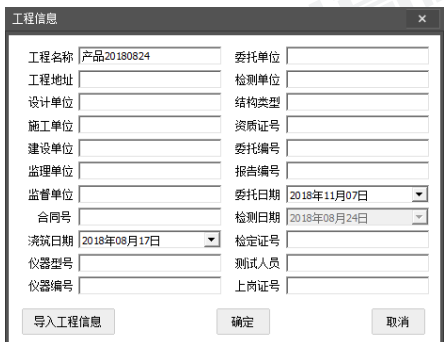 工程信息
工程名称 产品20180824 委托单位
工程地址 检测单位
设计单位 结构类型
施工单位 资质证号
建设单位 委托编号
监理单位 报告编号
监督单位 委托日期 2018年11月07日
合同号 检测日期 2018年08月24日
浇筑日期 2018年08月17日 检定证号
仪器型号 测试人员
仪器编号 上岗证号
导入工程信息 确定 取消